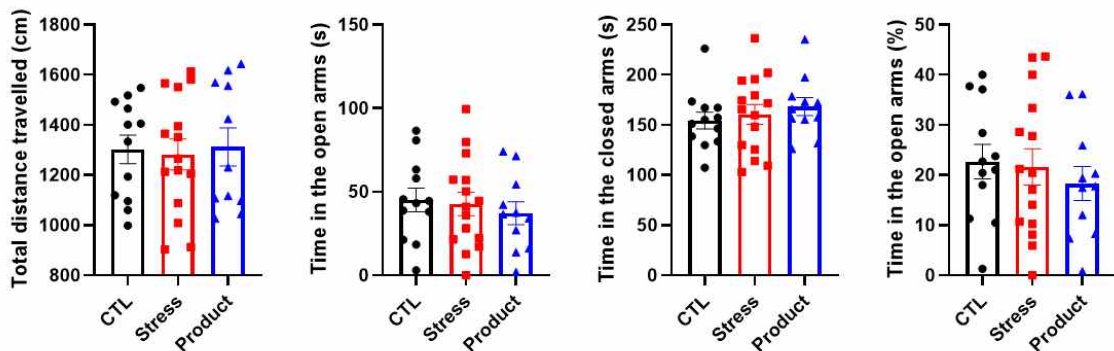 Total distance travelled (cm)
1800
1600
1400
1200
1000
800
CTL
Stress
Product
Time in the open arms (s)
150
100
50
0
CTL
Stress
Product
Time in the closed arms (s)
250
200
150
100
50
0
CTL
Stress
Product
Time in the open arms (%)
50
40
30
20
10
0
CTL
Stress
Product